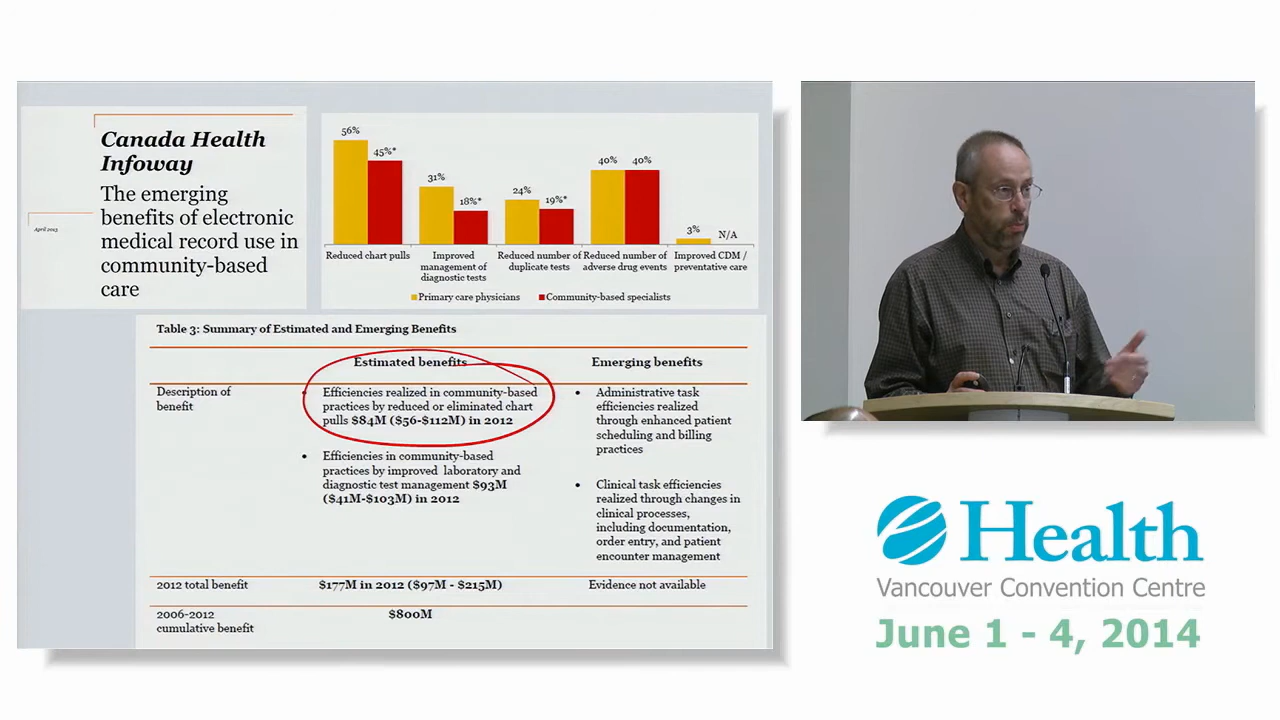 Canada Health
Infoway
The emerging
benefits of electronic
medical record use in
community-based
care
April 2013
56%
45%*
31%
18%*
24%
19%*
40%
40%
3%
N/A
Reduced chart pulls
Improved
management of
diagnostic tests
Reduced number of
duplicate tests
Reduced number of
adverse drug events
Improved CDM /
preventative care
Primary care physicians
Community-based specialists
Table 3: Summary of Estimated and Emerging Benefits
Estimated benefits
Emerging benefits
Description of
benefit
• Efficiencies realized in community-based
practices by reduced or eliminated chart
pulls $84M ($56-$112M) in 2012
• Efficiencies in community-based
practices by improved laboratory and
diagnostic test management $93M
($41M-$103M) in 2012
• Administrative task
efficiencies realized
through enhanced patient
scheduling and billing
practices
• Clinical task efficiencies
realized through changes in
clinical processes,
including documentation,
order entry, and patient
encounter management
2012 total benefit
$177M in 2012 ($97M - $215M)
Evidence not available
2006-2012
cumulative benefit
$800M
eHealth
Vancouver Convention Centre
June 1 - 4, 2014